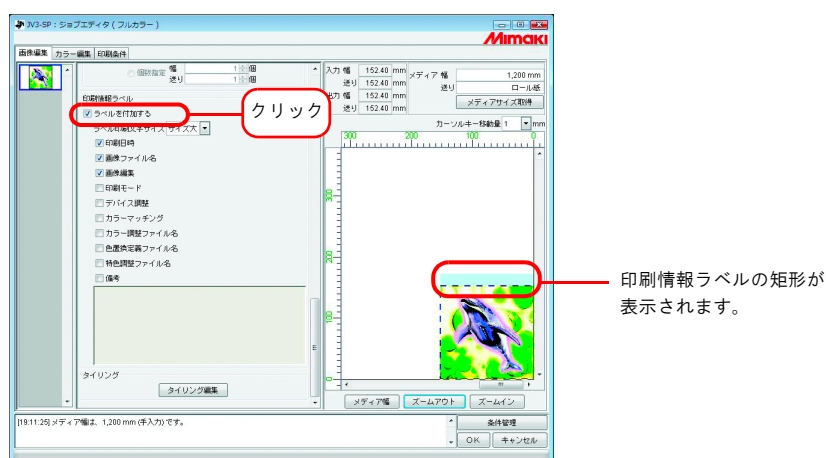 JV3-SP : ジョブエディタ ( フルカラー )
Mimaki
画像編集 カラー編集 印刷条件
個数指定 幅 1 個
送り 1 個
印刷情報ラベル
ラベルを付加する
クリック
ラベル印刷文字サイズ サイズ大
印刷日時
画像ファイル名
画像編集
印刷モード
デバイス調整
カラーマッチング
カラー調整ファイル名
色置換定義ファイル名
特色調整ファイル名
備考
タイリング
タイリング編集
入力 幅 152.40 mm
送り 152.40 mm
出力 幅 152.40 mm
送り 152.40 mm
メディア 幅 1,200 mm
送り ロール紙
メディアサイズ取得
カーソルキー移動量 1 mm
300 200 100 0
300
200
100
0
印刷情報ラベルの矩形が
表示されます。
メディア幅 ズームアウト ズームイン
[19:11:25] メディア幅は、1,200 mm (手入力) です。
条件管理
OK キャンセル